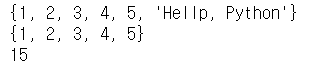 {1, 2, 3, 4, 5, 'Hellp, Python'}
{1, 2, 3, 4, 5}
15